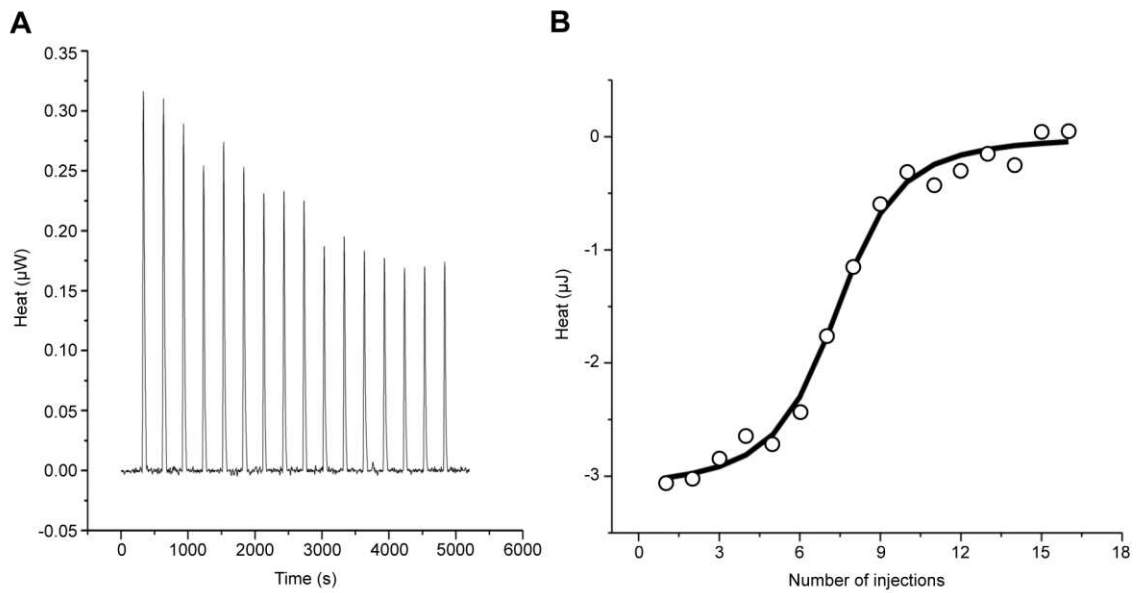 A
0.35
0.30
0.25
0.20
0.15
0.10
0.05
0.00
-0.05
Heat (µW)
0 1000 2000 3000 4000 5000 6000
Time (s)
B
0
-1
-2
-3
Heat (µJ)
0 3 6 9 12 15 18
Number of injections